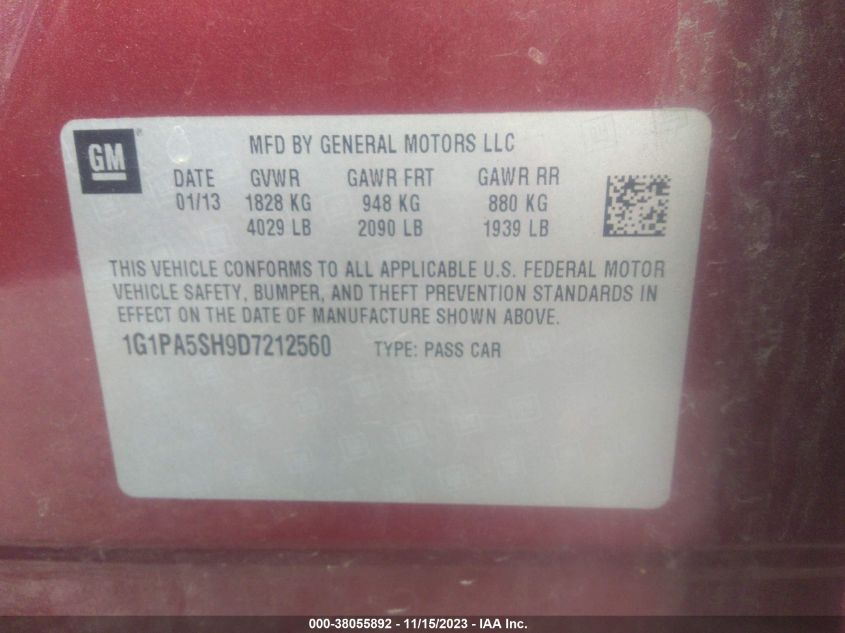 GM
MFD BY GENERAL MOTORS LLC
DATE GVWR GAWR FRT GAWR RR
01/13 1828 KG 948 KG 880 KG
4029 LB 2090 LB 1939 LB
THIS VEHICLE CONFORMS TO ALL APPLICABLE U.S. FEDERAL MOTOR
VEHICLE SAFETY, BUMPER, AND THEFT PREVENTION STANDARDS IN
EFFECT ON THE DATE OF MANUFACTURE SHOWN ABOVE.
1G1PA5SH9D7212560 TYPE: PASS CAR
000-38055892 - 11/15/2023 - IAA Inc.